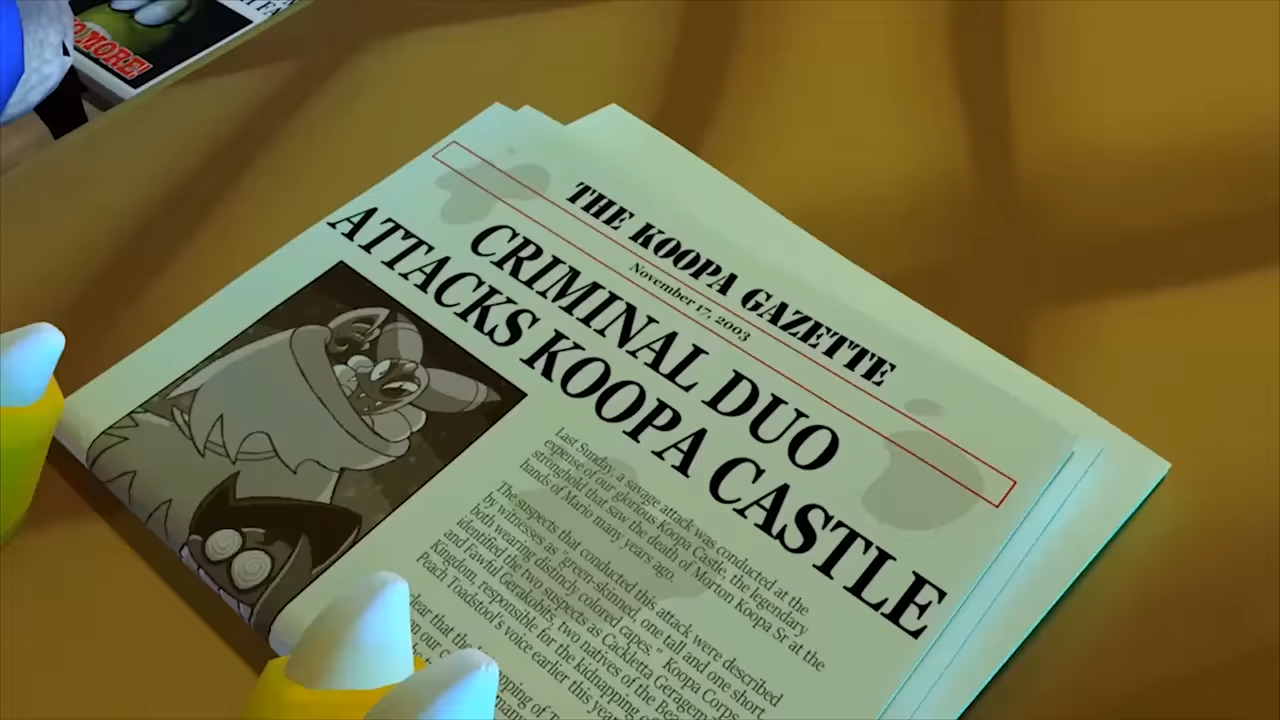 MORE!
THE KOOPA GAZETTE
November 17, 2003
CRIMINAL DUO
ATTACKS KOOPA CASTLE
Last Sunday, a savage attack was conducted at the
expense of our glorious Koopa Castle, the legendary
stronghold that saw the death of Morton Koopa Sr. at the
hands of Mario many years ago.
The suspects that conducted this attack were described
by witnesses as "green-skinned, one tall and one short,
both wearing distinctly colored capes." Koopa Corps
identified the two suspects as Cackletta
and Fawful Gerakobits, two natives of the
Kingdom, responsible for the kidnapping of
Peach Toadstool's voice earlier this year
clear that the
our